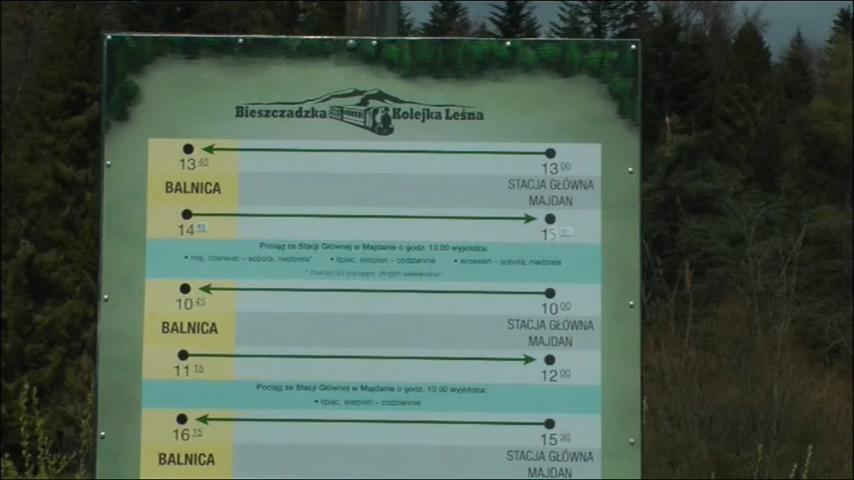 Bieszczadzka Kolejka Leśna
13 45 13 00
BALNICA STACJA GŁÓWNA
MAJDAN
14 15
Pociąg ze Stacji Głównej w Majdanie o godz. 13.00 wyjeżdża:
• maj, czerwiec – sobota, niedziela* • lipiec, sierpień – codziennie • wrzesień – sobota, niedziela
10 45 10 00
BALNICA STACJA GŁÓWNA
MAJDAN
11 15 12 00
Pociąg ze Stacji Głównej w Majdanie o godz. 10.00 wyjeżdża:
• lipiec, sierpień – codziennie
16 15 15 30
BALNICA STACJA GŁÓWNA
MAJDAN